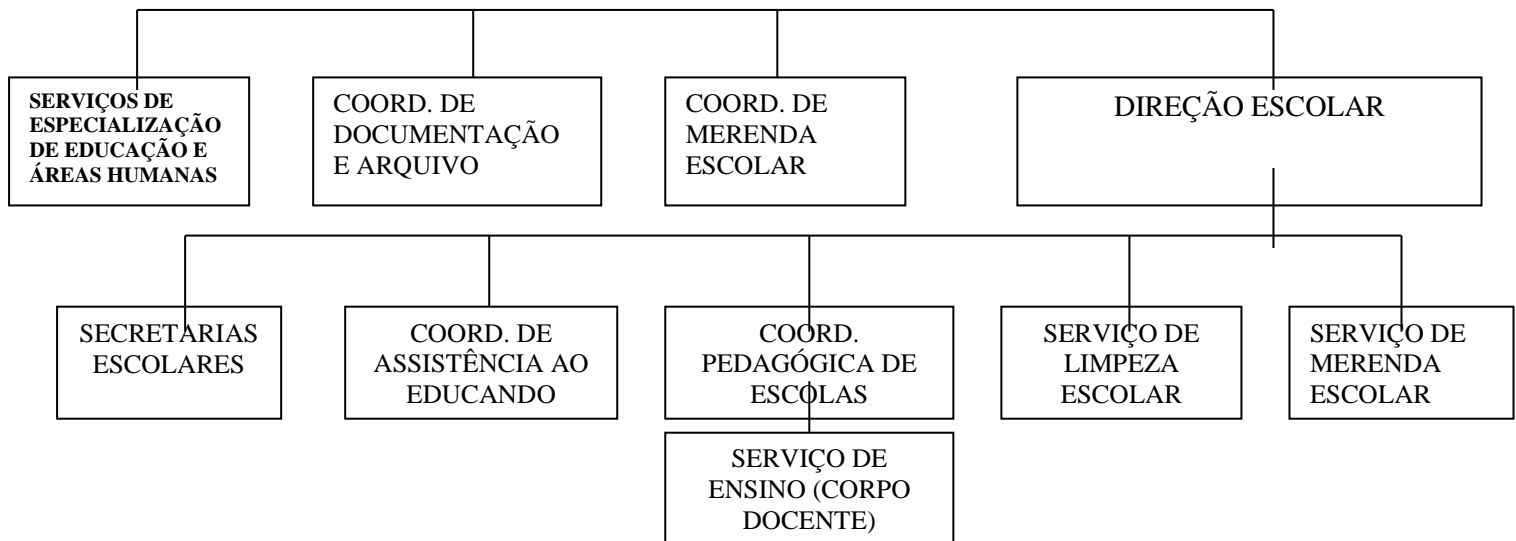 SERVIÇOS DE
ESPECIALIZAÇÃO
DE EDUCAÇÃO E
ÁREAS HUMANAS
COORD. DE
DOCUMENTAÇÃO
E ARQUIVO
COORD. DE
MERENDA
ESCOLAR
DIREÇÃO ESCOLAR
SECRETARIAS
ESCOLARES
COORD. DE
ASSISTÊNCIA AO
EDUCANDO
COORD.
PEDAGÓGICA DE
ESCOLAS
SERVIÇO DE
LIMPEZA
ESCOLAR
SERVIÇO DE
MERENDA
ESCOLAR
SERVIÇO DE
ENSINO (CORPO
DOCENTE)